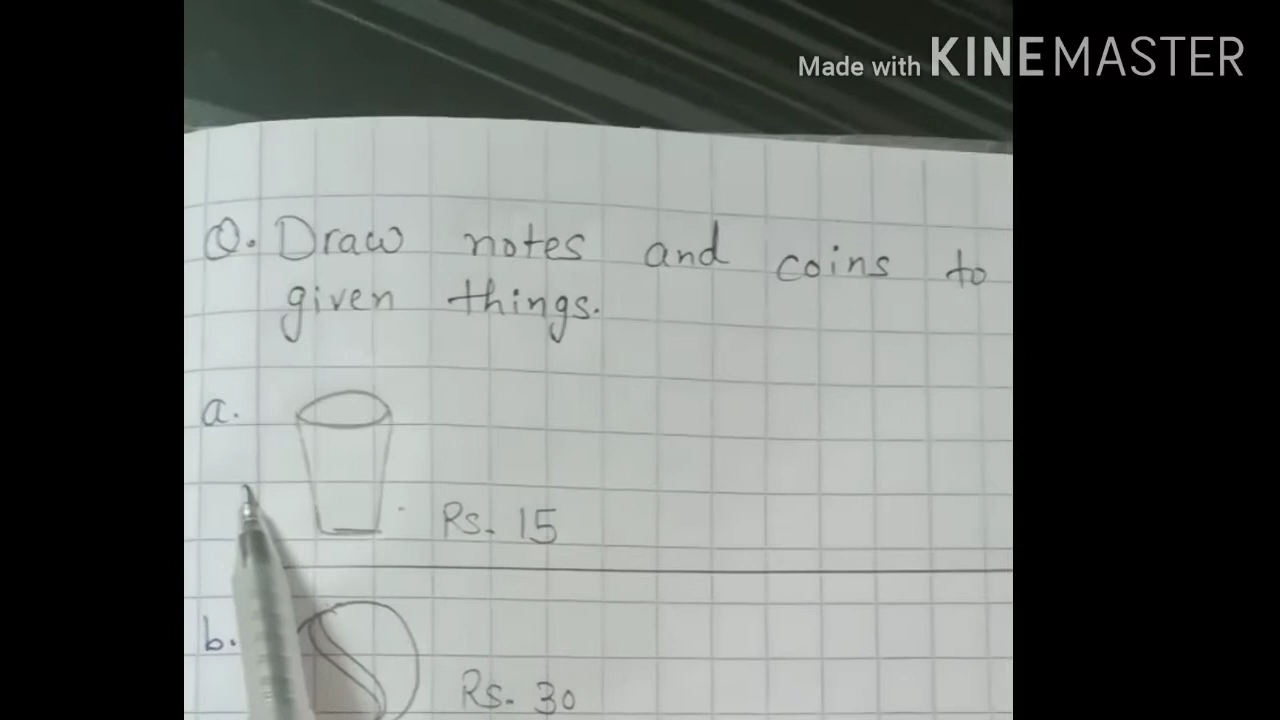 Made with KINEMASTER
Q. Draw notes and coins to
given things.
a.
Rs. 15
b.
Rs. 30